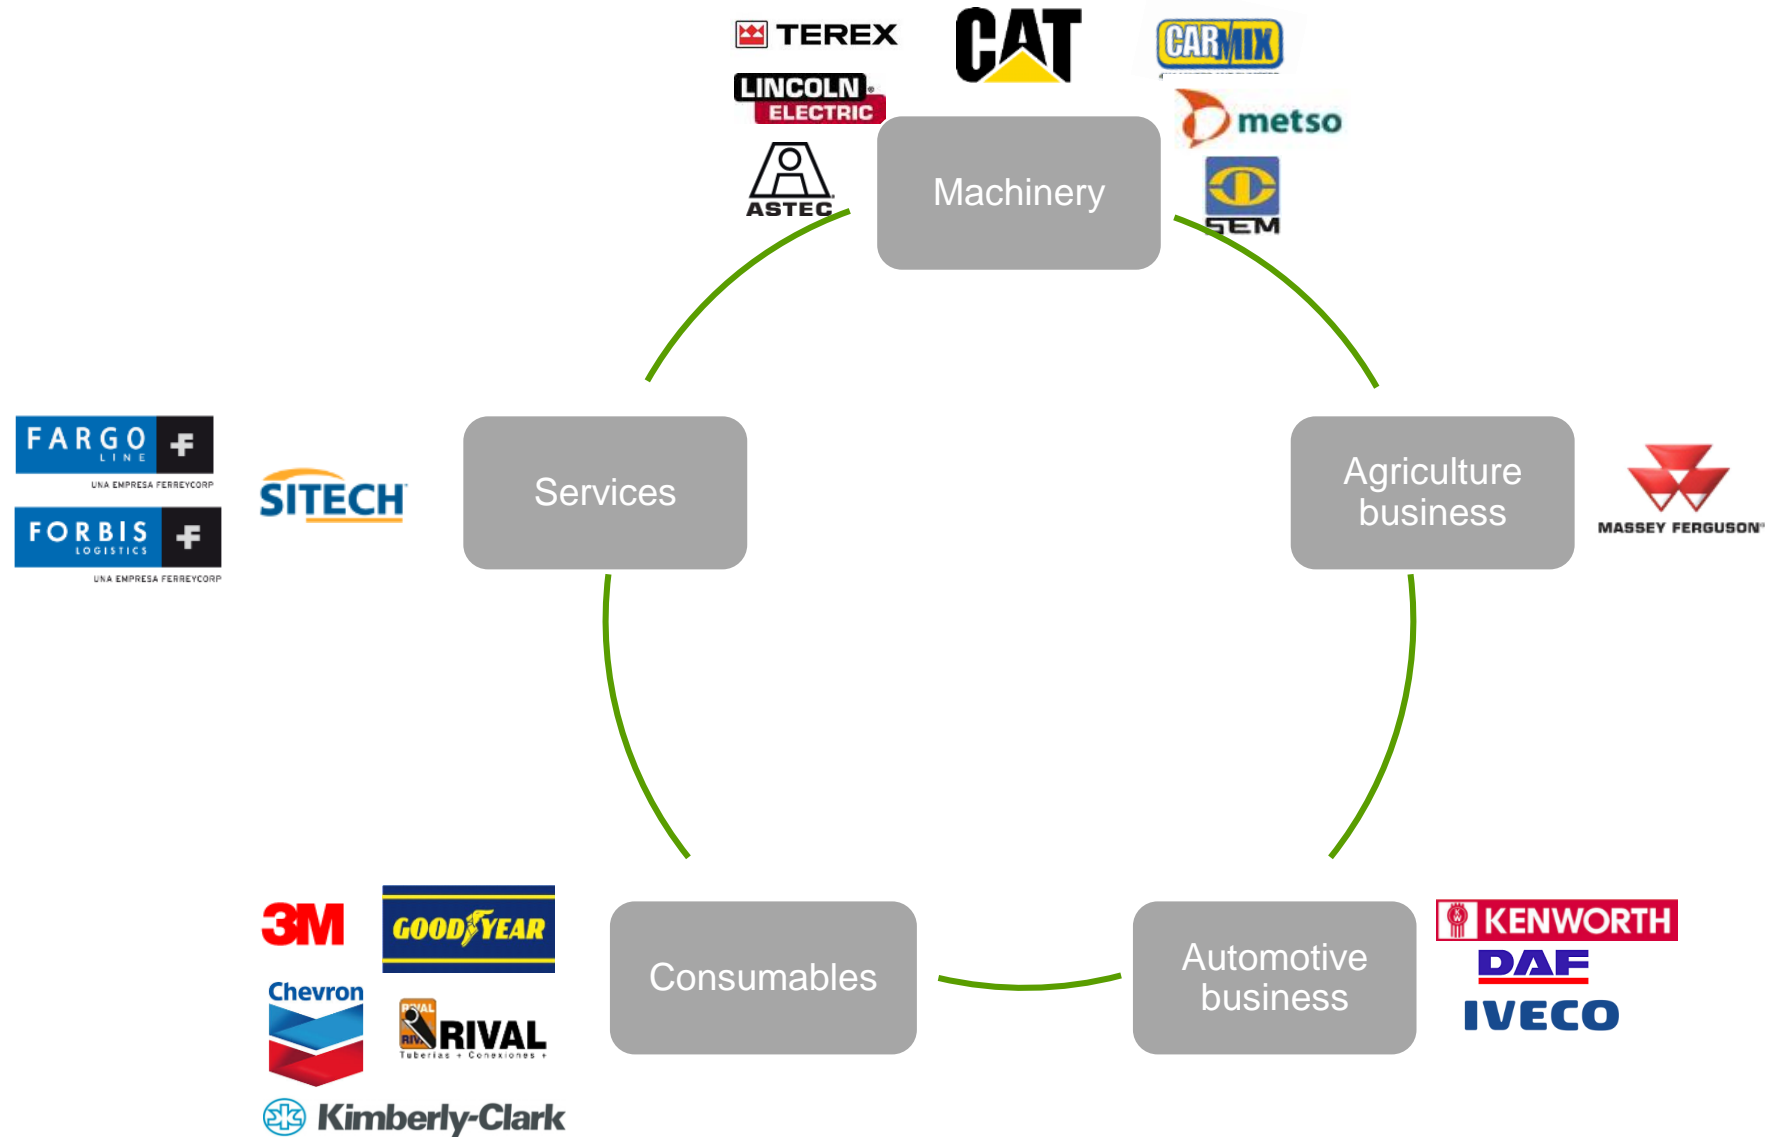 TEREX
CAT
CARMIX
LINCOLN®
ELECTRIC
metso
ASTEC
Machinery
SEM
FARGO
LINE
F
UNA EMPRESA FERREYCORP
SITECH
Services
Agriculture
business
MASSEY FERGUSON®
FORBIS
LOGISTICS
F
UNA EMPRESA FERREYCORP
3M
GOODYEAR
Chevron
RIVAL
RIVAL
Tuberías + Conexiones +
Kimberly-Clark
Consumables
Automotive
business
KENWORTH
DAF
IVECO